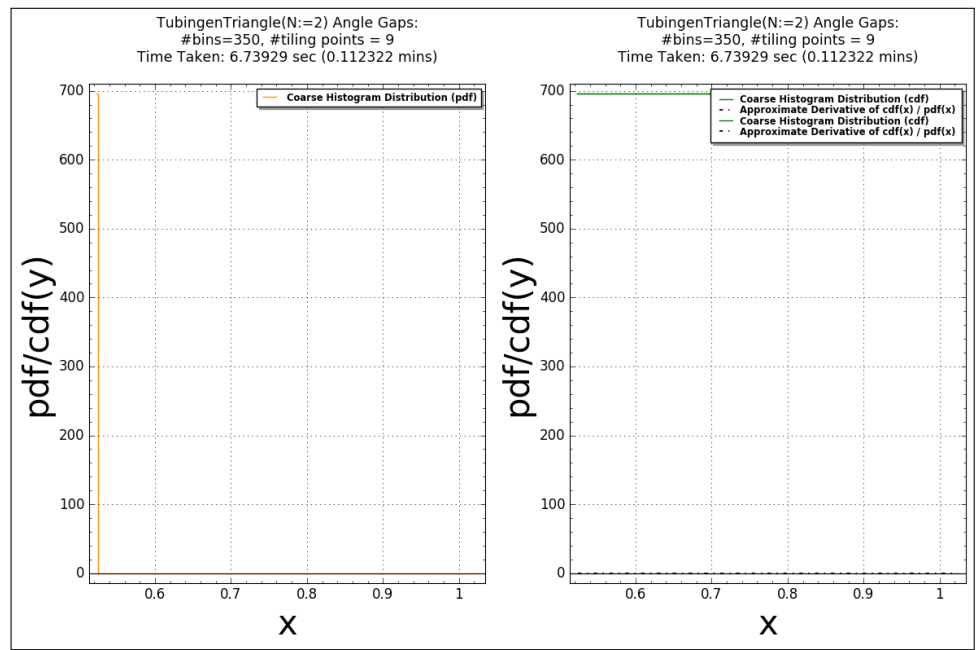 TubingenTriangle(N:=2) Angle Gaps:
#bins=350, #tiling points = 9
Time Taken: 6.73929 sec (0.112322 mins)
700
600
500
400
300
200
100
0
pdf/cdf(y)
Coarse Histogram Distribution (pdf)
0.6 0.7 0.8 0.9 1
x
TubingenTriangle(N:=2) Angle Gaps:
#bins=350, #tiling points = 9
Time Taken: 6.73929 sec (0.112322 mins)
700
600
500
400
300
200
100
0
pdf/cdf(y)
Coarse Histogram Distribution (cdf)
Approximate Derivative of cdf(x) / pdf(x)
Coarse Histogram Distribution (cdf)
Approximate Derivative of cdf(x) / pdf(x)
0.6 0.7 0.8 0.9 1
x